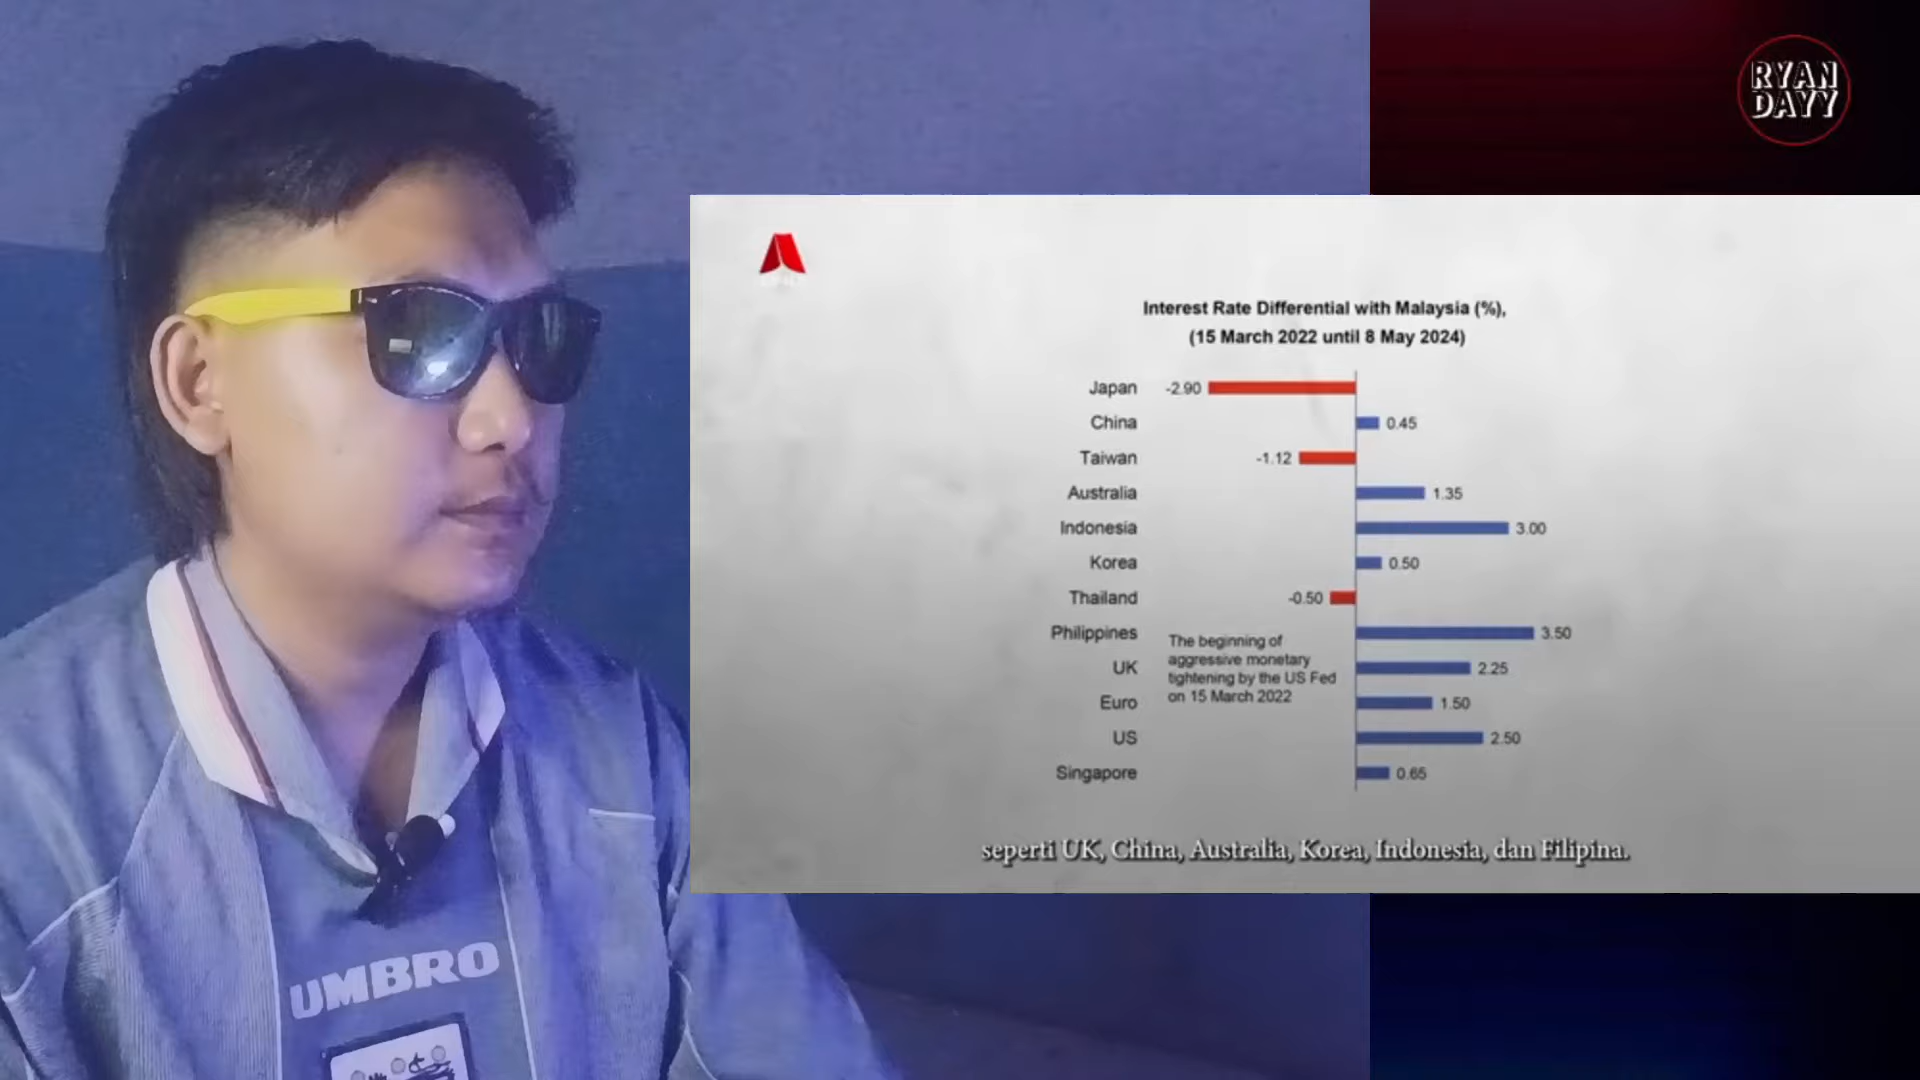 RYAN
DAYY
Interest Rate Differential with Malaysia (%),
(15 March 2022 until 8 May 2024)
Japan -2.90
China 0.45
Taiwan -1.12
Australia 1.35
Indonesia 3.00
Korea 0.50
Thailand -0.50
Philippines 3.50
UK 2.25
Euro 1.50
US 2.50
Singapore 0.65
The beginning of
aggressive monetary
tightening by the US Fed
on 15 March 2022
seperti UK, China, Australia, Korea, Indonesia, dan Filipina.
UMBRO